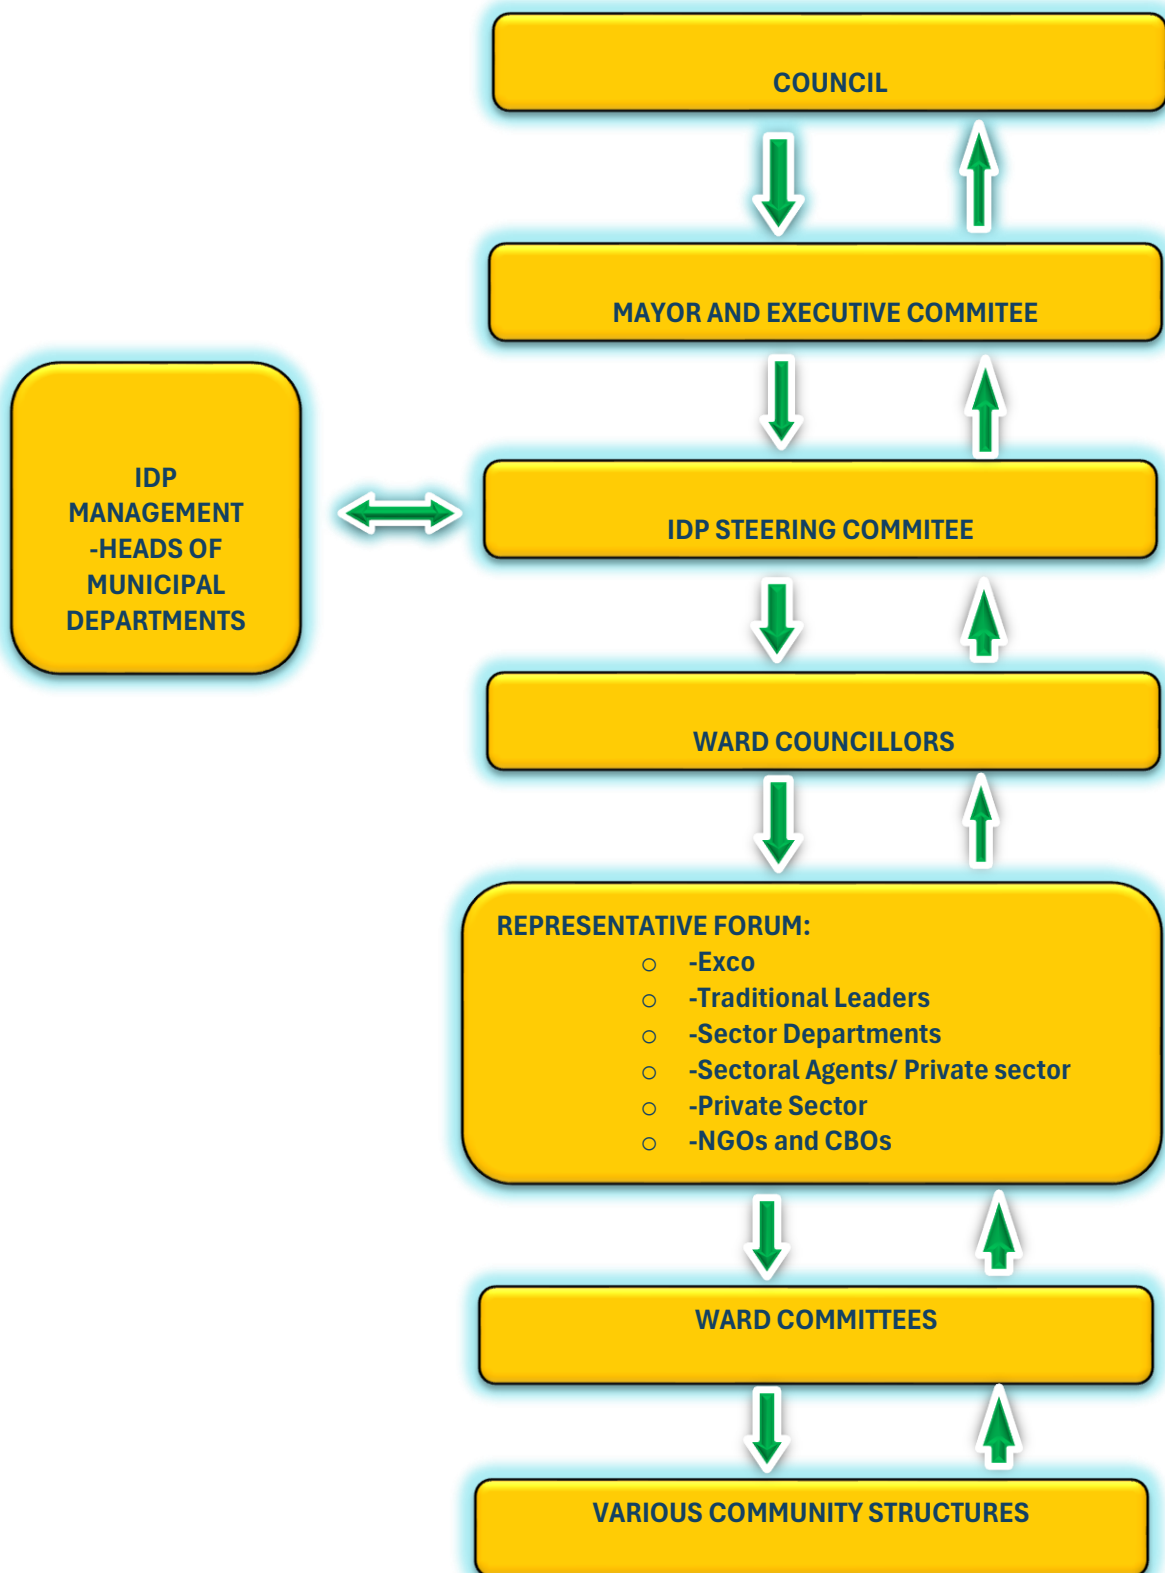 COUNCIL
MAYOR AND EXECUTIVE COMMITEE
IDP
MANAGEMENT
-HEADS OF
MUNICIPAL
DEPARTMENTS
IDP STEERING COMMITEE
WARD COUNCILLORS
REPRESENTATIVE FORUM:
o -Exco
o -Traditional Leaders
o -Sector Departments
o -Sectoral Agents/ Private sector
o -Private Sector
o -NGOs and CBOs
WARD COMMITTEES
VARIOUS COMMUNITY STRUCTURES